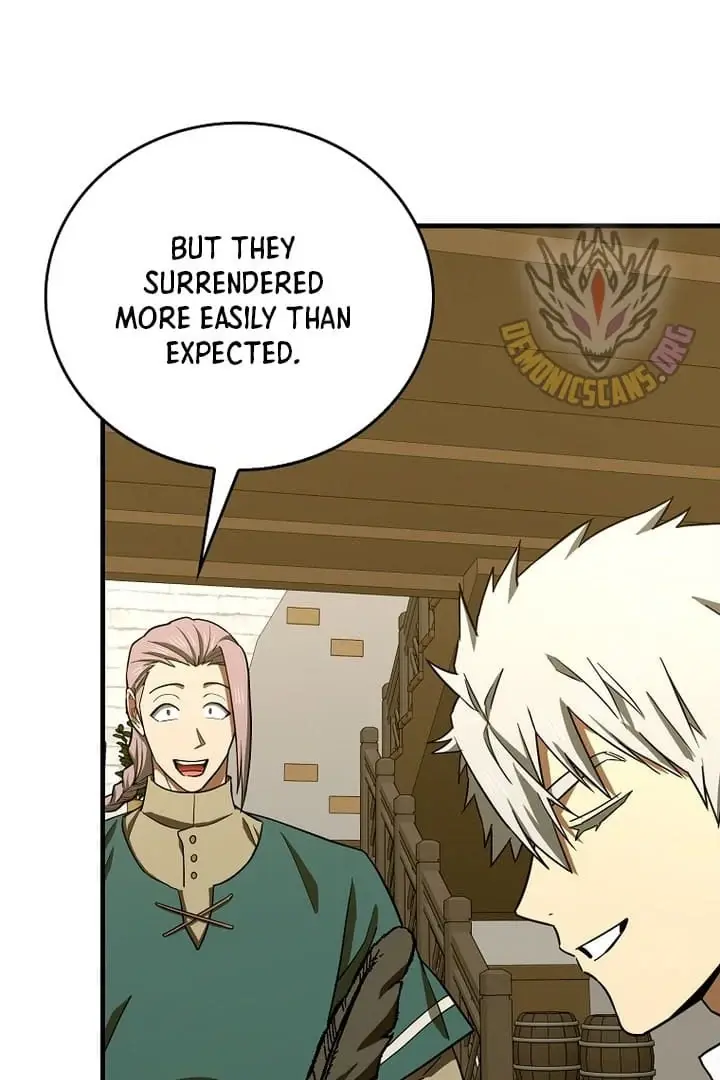 BUT THEY
SURRENDERED
MORE EASILY THAN
EXPECTED.
DEMONICSCANS.ORG